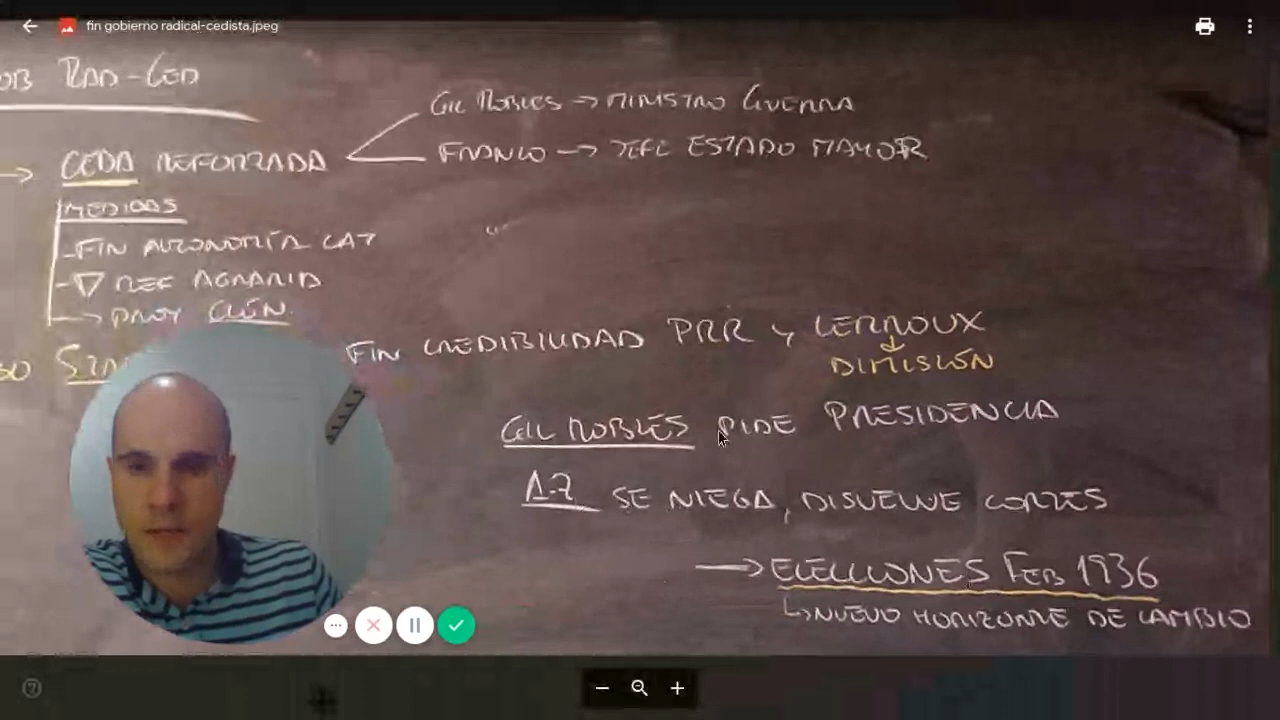 fin gobierno radical-cedista.jpeg
OB RAD-CED
→ CEDA REFORZADA
GIL ROBLES → MINISTRO GUERRA
FRANCO → JEFE ESTADO MAYOR
MEDIDAS
- FIN AUTONOMÍA CAT
- ▽ REF AGRARIA
→ PROY CCIÓN.
FIN CREDIBILIDAD PRR Y LERROUX
↓
DIMISIÓN
GIL ROBLES PIDE PRESIDENCIA
A.Z SE NIEGA, DISUELVE CORTES
→ ELECCIONES FEB 1936
↳ NUEVO HORIZONTE DE CAMBIO